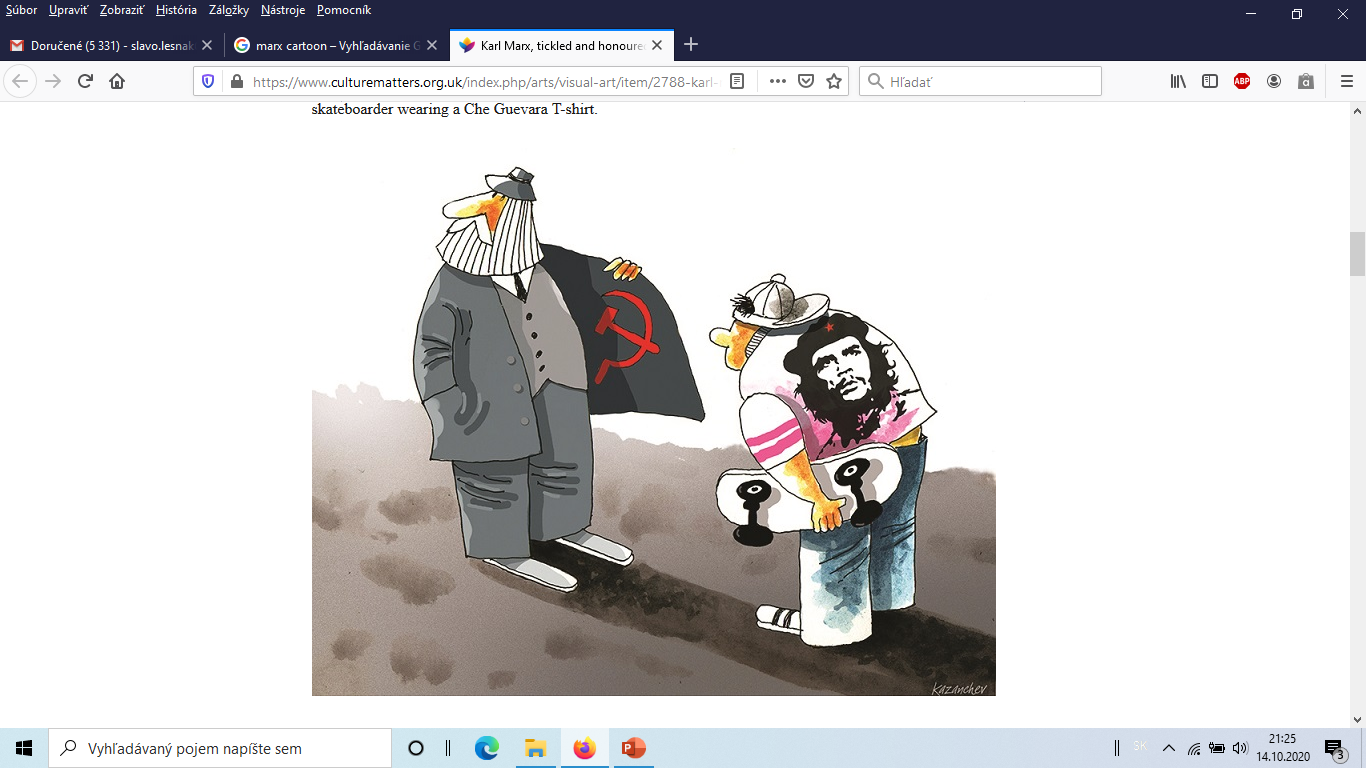 Súbor Upraviť Zobraziť História Záložky Nástroje Pomocník
Doručené (5 331) - slavo.lesnak
marx cartoon – Vyhľadávanie G
Karl Marx, tickled and honoure
https://www.culturematters.org.uk/index.php/arts/visual-art/item/2788-karl-
Hľadať
ABP
a
skateboarder wearing a Che Guevara T-shirt.
Kazanchev
Vyhľadávaný pojem napíšte sem
P
SK
21:25
14.10.2020
3